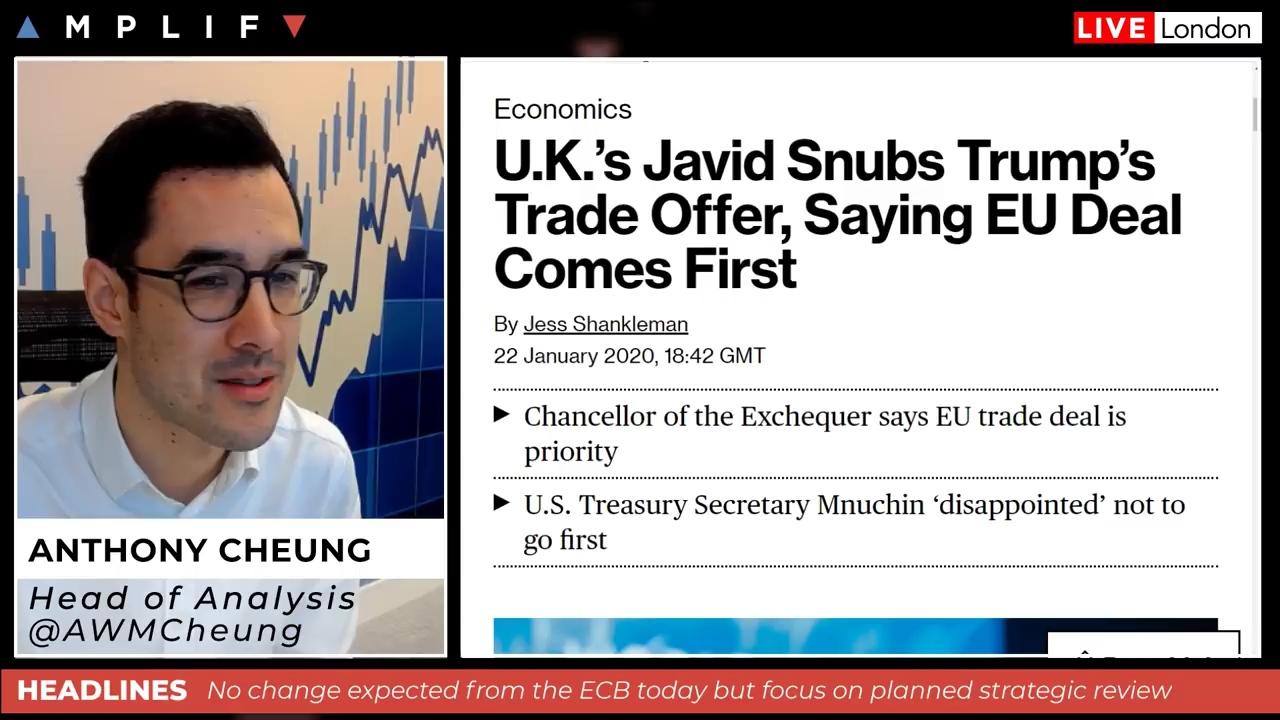 AMPLIFY
LIVE London
Economics
U.K.’s Javid Snubs Trump’s
Trade Offer, Saying EU Deal
Comes First
By Jess Shankleman
22 January 2020, 18:42 GMT
Chancellor of the Exchequer says EU trade deal is
priority
U.S. Treasury Secretary Mnuchin ‘disappointed’ not to
go first
ANTHONY CHEUNG
Head of Analysis
@AWMCheung
HEADLINES No change expected from the ECB today but focus on planned strategic review